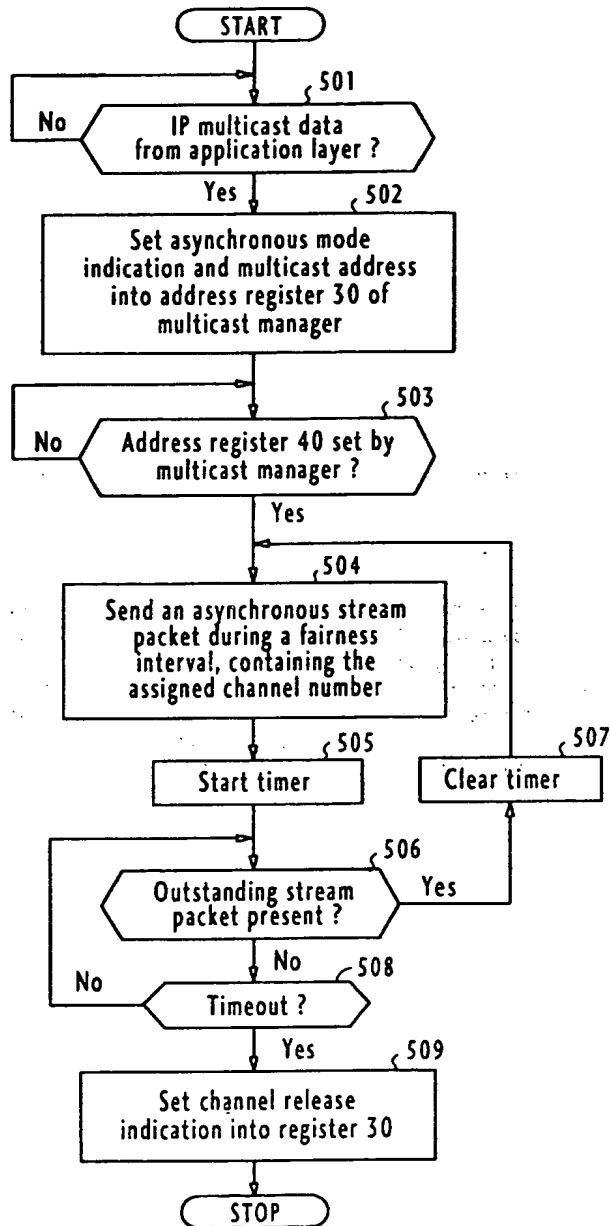 START
501
IP multicast data
from application layer ?
No
Yes
502
Set asynchronous mode
indication and multicast address
into address register 30 of
multicast manager
503
No
Address register 40 set by
multicast manager ?
Yes
504
Send an asynchronous stream
packet during a fairness
interval, containing the
assigned channel number
505
Start timer
507
Clear timer
506
Outstanding stream
packet present ?
Yes
No
508
No
Timeout ?
Yes
509
Set channel release
indication into register 30
STOP